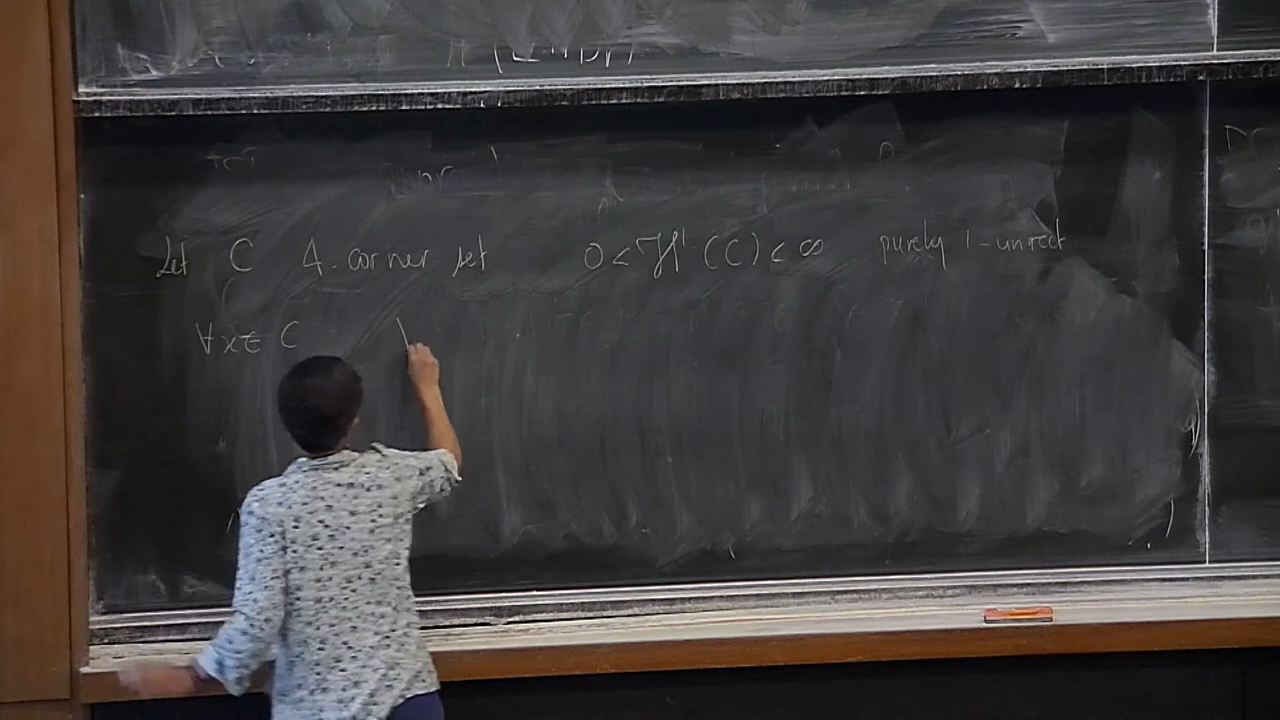 Let C 4-corner set 0 < ℋ¹(C) < ∞ purely 1-unrect
∀ x ∈ C